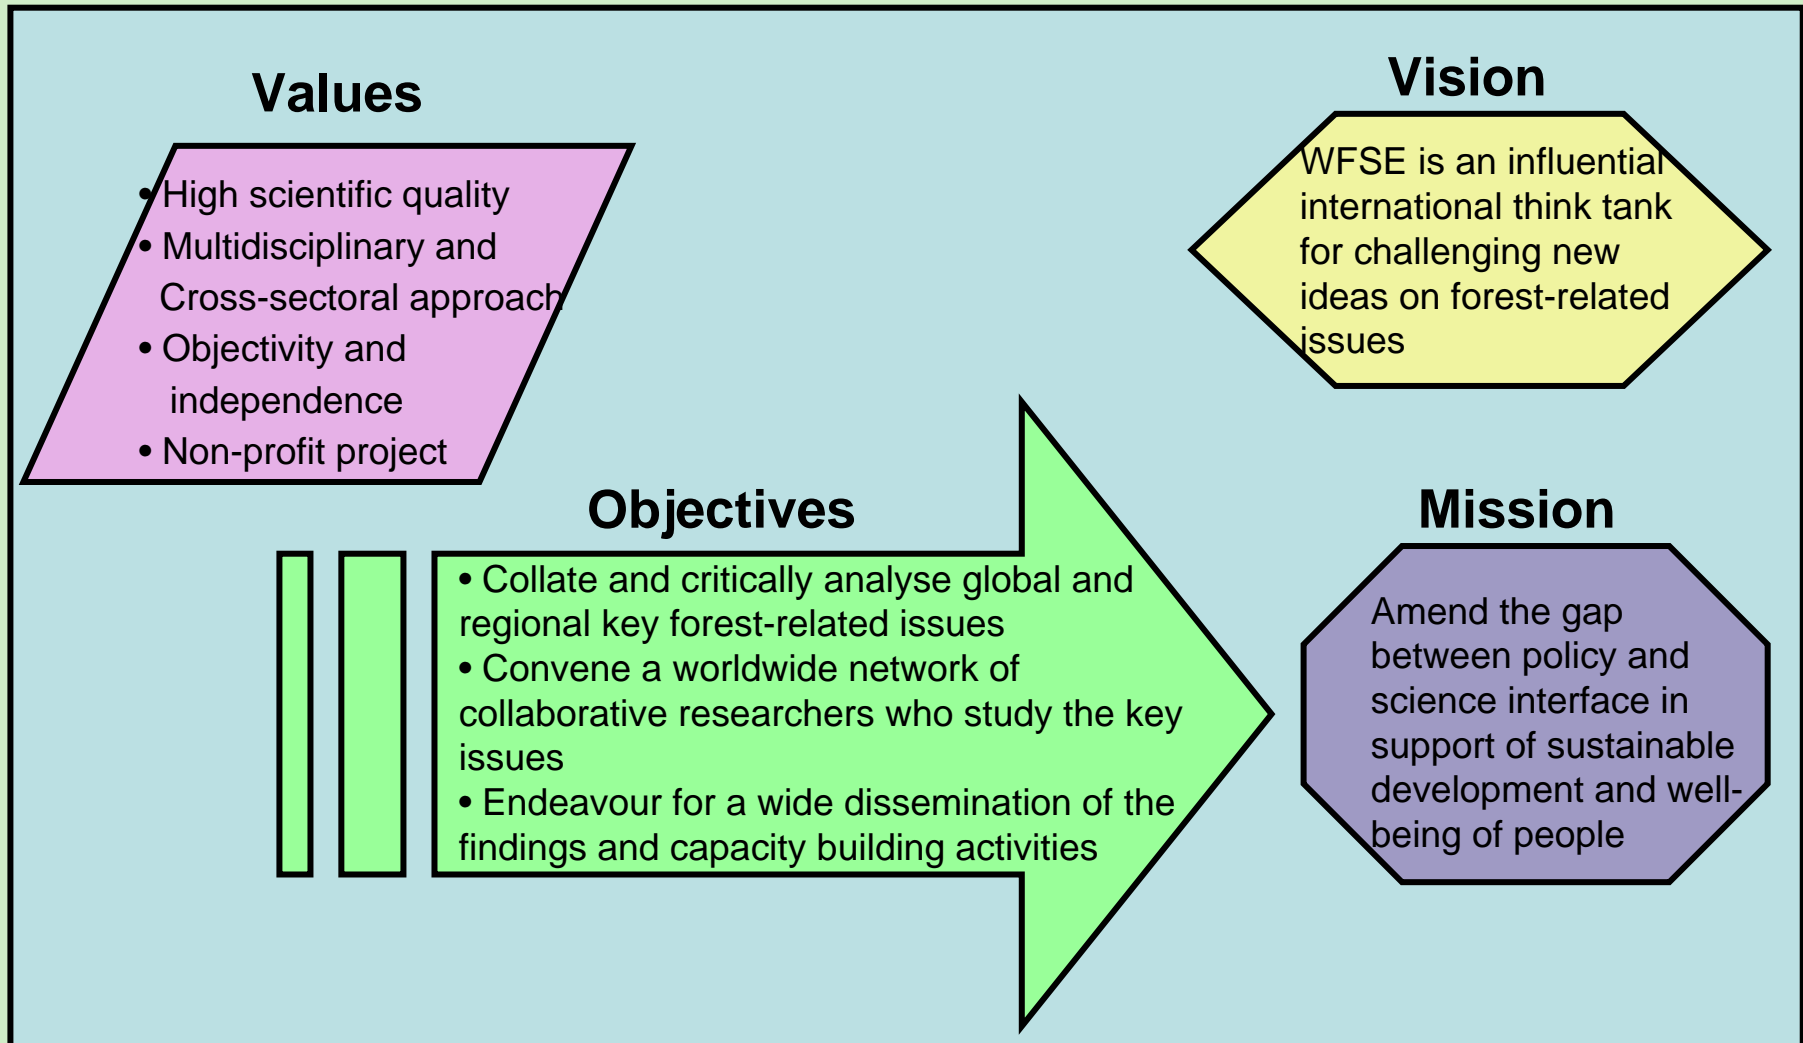 Values
• High scientific quality
• Multidisciplinary and
Cross-sectoral approach
• Objectivity and
independence
• Non-profit project
Vision
WFSE is an influential
international think tank
for challenging new
ideas on forest-related
issues
Objectives
• Collate and critically analyse global and
regional key forest-related issues
• Convene a worldwide network of
collaborative researchers who study the key
issues
• Endeavour for a wide dissemination of the
findings and capacity building activities
Mission
Amend the gap
between policy and
science interface in
support of sustainable
development and well-
being of people